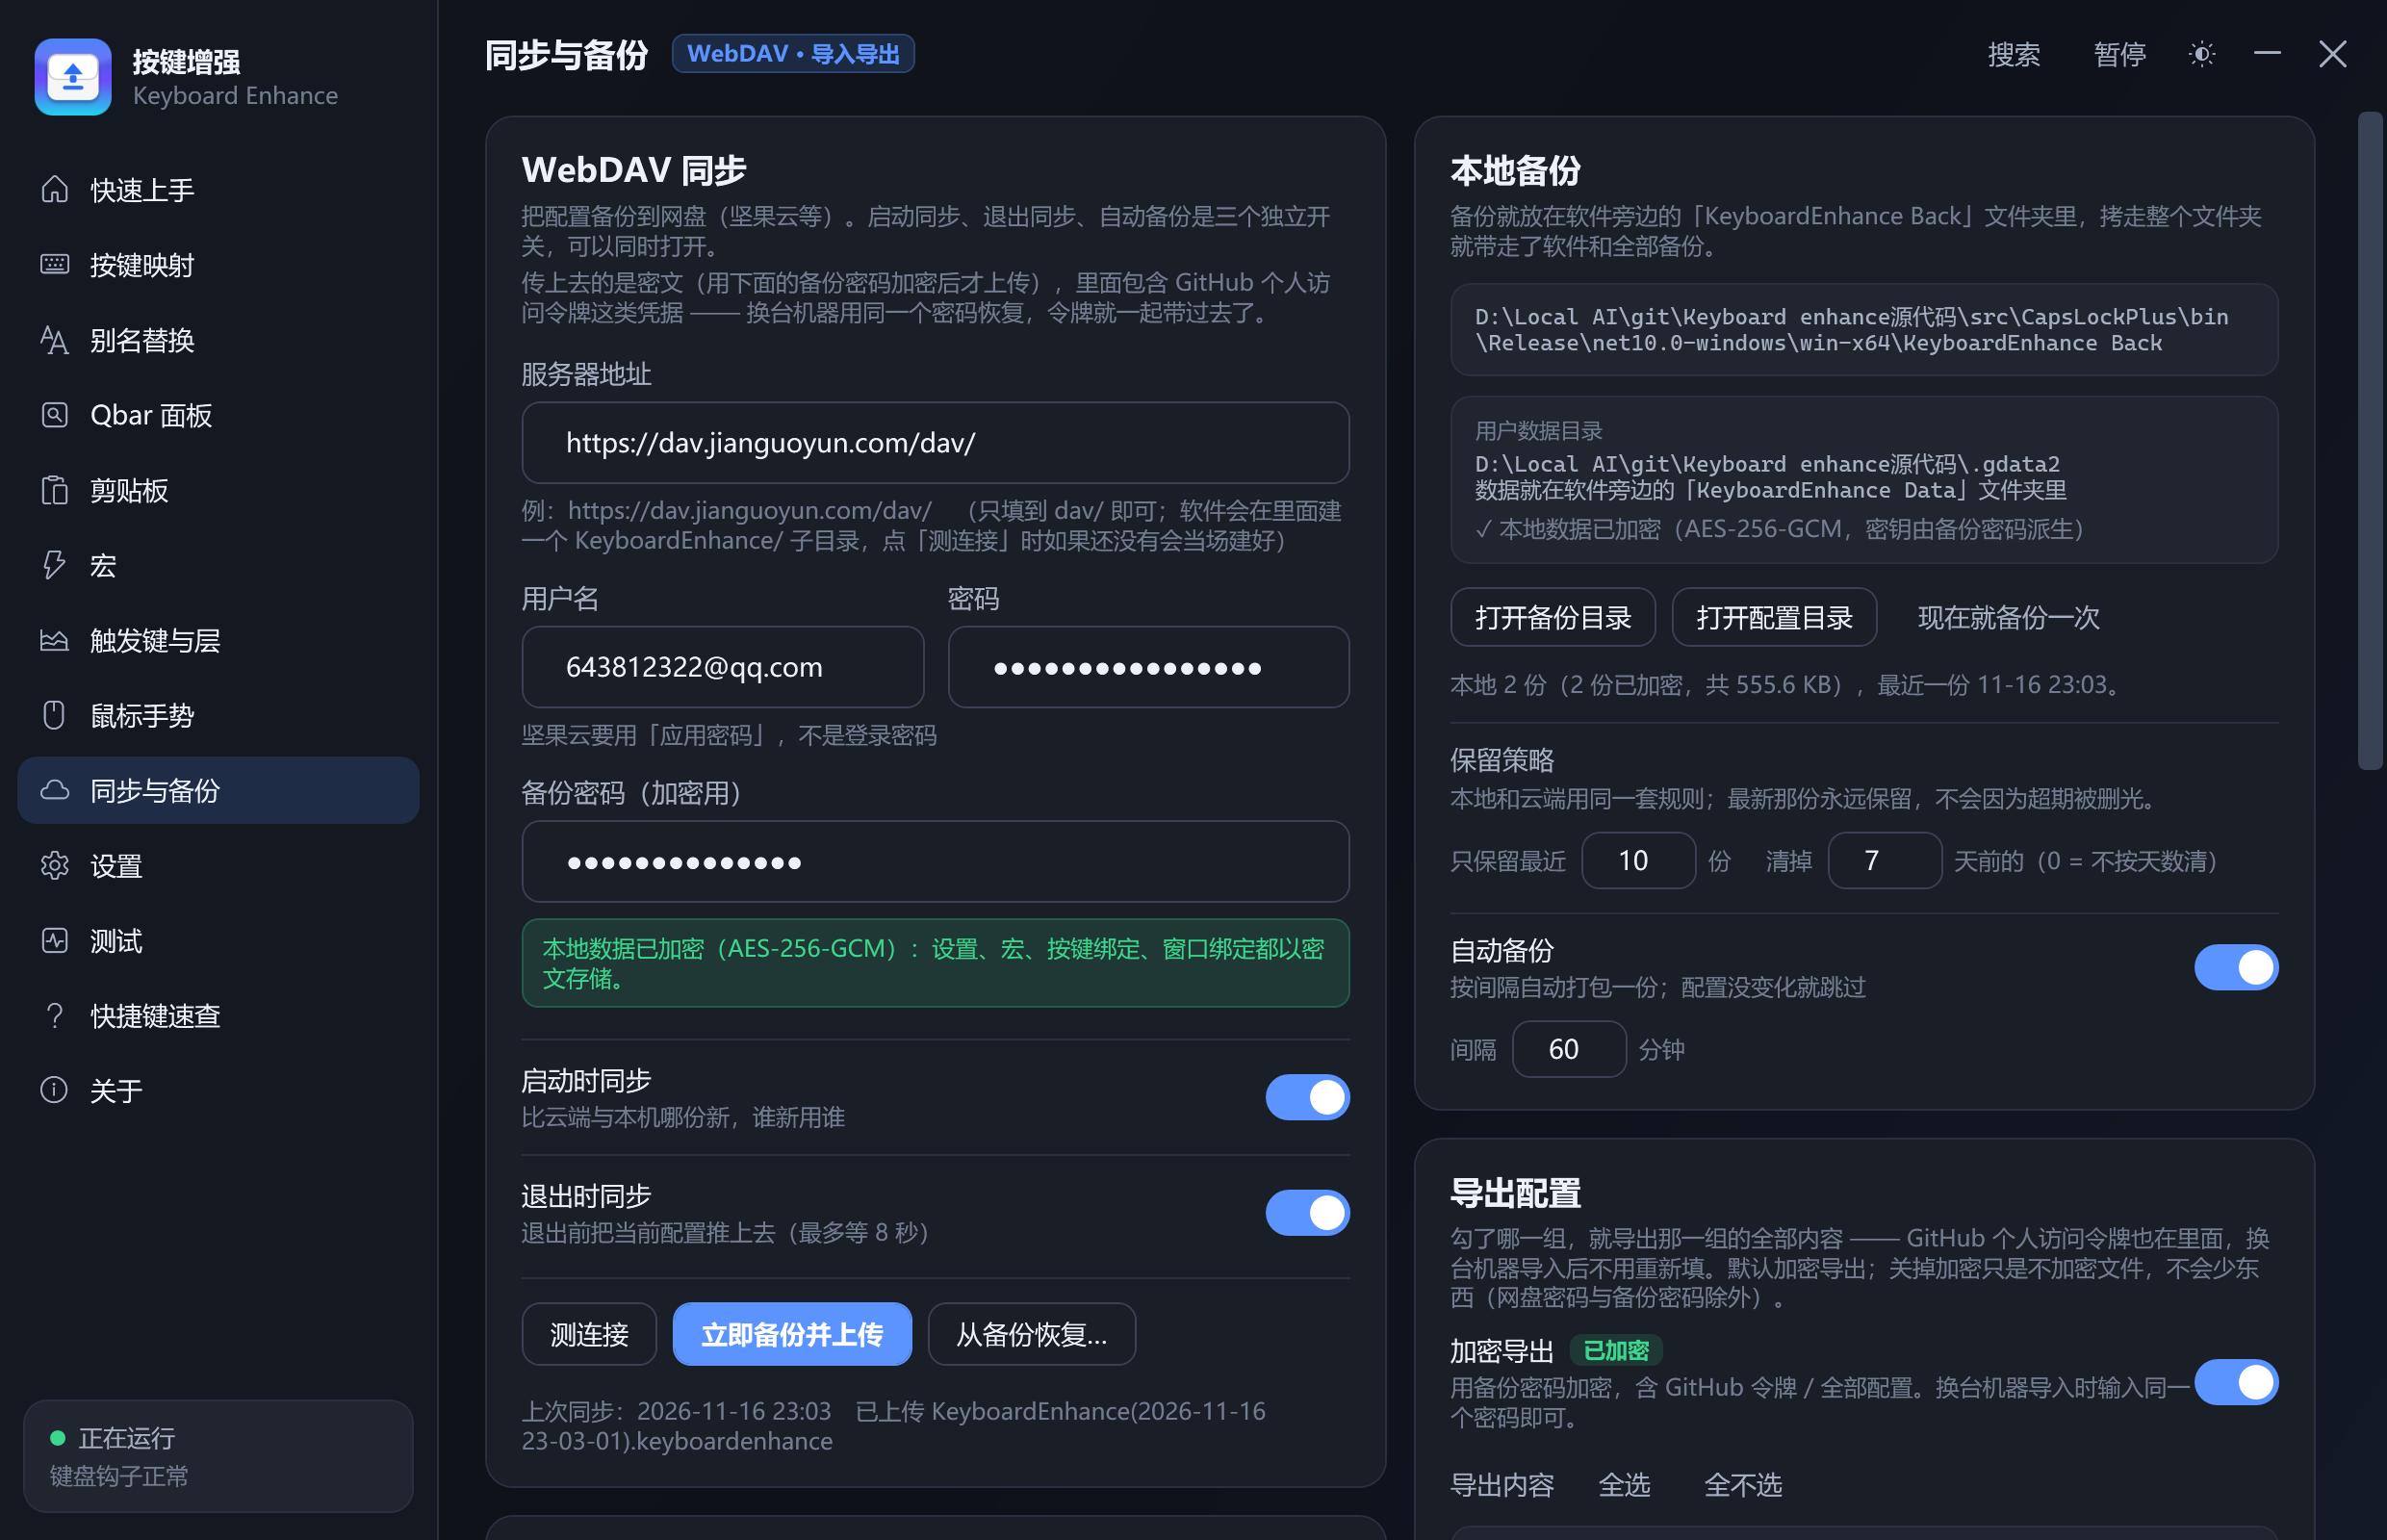 按键增强
Keyboard Enhance
快速上手
按键映射
别名替换
Qbar 面板
剪贴板
宏
触发键与层
鼠标手势
同步与备份
设置
测试
快捷键速查
关于
正在运行
键盘钩子正常
同步与备份
WebDAV • 导入导出
搜索
暂停
WebDAV 同步
把配置备份到网盘（坚果云等）。启动同步、退出同步、自动备份是三个独立开
关，可以同时打开。
传上去的是密文（用下面的备份密码加密后才上传），里面包含 GitHub 个人访
问令牌这类凭据 —— 换台机器用同一个密码恢复，令牌就一起带过去了。
服务器地址
https://dav.jianguoyun.com/dav/
例：https://dav.jianguoyun.com/dav/ （只填到 dav/ 即可；软件会在里面建
一个 KeyboardEnhance/ 子目录，点「测连接」时如果还没有会当场建好）
用户名
密码
643812322@qq.com
●●●●●●●●●●●●●●●●
坚果云要用「应用密码」，不是登录密码
备份密码（加密用）
●●●●●●●●●●●●●●
本地数据已加密（AES-256-GCM）：设置、宏、按键绑定、窗口绑定都以密
文存储。
启动时同步
比云端与本机哪份新，谁新用谁
退出时同步
退出前把当前配置推上去（最多等 8 秒）
测连接
立即备份并上传
从备份恢复...
上次同步：2026-11-16 23:03 已上传 KeyboardEnhance(2026-11-16
23-03-01).keyboardenhance
本地备份
备份就放在软件旁边的「KeyboardEnhance Back」文件夹里，拷走整个文件夹
就带走了软件和全部备份。
D:\Local AI\git\Keyboard enhance源代码\src\CapsLockPlus\bin
\Release\net10.0-windows\win-x64\KeyboardEnhance Back
用户数据目录
D:\Local AI\git\Keyboard enhance源代码\.gdata2
数据就在软件旁边的「KeyboardEnhance Data」文件夹里
✓ 本地数据已加密（AES-256-GCM，密钥由备份密码派生）
打开备份目录
打开配置目录
现在就备份一次
本地 2 份（2 份已加密，共 555.6 KB），最近一份 11-16 23:03。
保留策略
本地和云端用同一套规则；最新那份永远保留，不会因为超期被删光。
只保留最近 10 份 清掉 7 天前的（0 = 不按天数清）
自动备份
按间隔自动打包一份；配置没变化就跳过
间隔 60 分钟
导出配置
勾了哪一组，就导出那一组的全部内容 —— GitHub 个人访问令牌也在里面，换
台机器导入后不用重新填。默认加密导出；关掉加密只是不加密文件，不会少东
西（网盘密码与备份密码除外）。
加密导出 已加密
用备份密码加密，含 GitHub 令牌 / 全部配置。换台机器导入时输入同一
个密码即可。
导出内容
全选
全不选